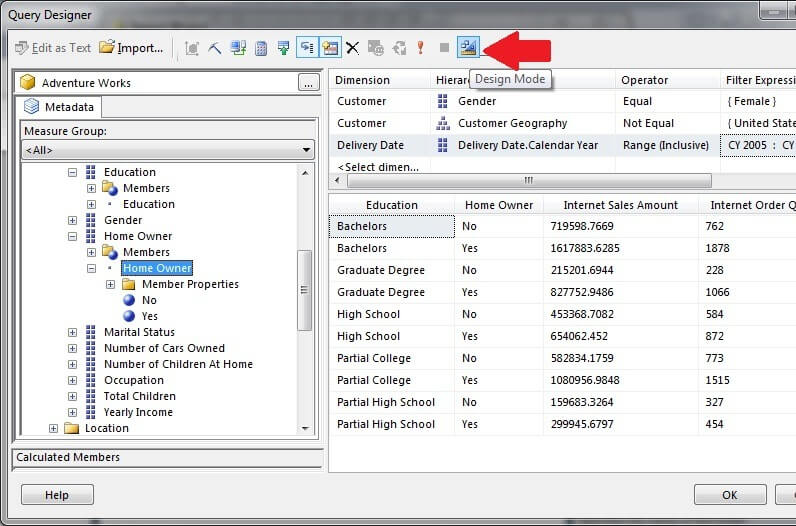 Query Designer
Edit as Text Import...
Design Mode
Adventure Works ...
Metadata
Measure Group:
<All>
Education
Members
Education
Gender
Home Owner
Members
Home Owner
Member Properties
No
Yes
Marital Status
Number of Cars Owned
Number of Children At Home
Occupation
Total Children
Yearly Income
Location
Calculated Members
Dimension Hierarc Operator Filter Expressi
Customer Gender Equal { Female }
Customer Customer Geography Not Equal { United State
Delivery Date Delivery Date.Calendar Year Range (Inclusive) CY 2005 : CY
<Select dimen...
Education Home Owner Internet Sales Amount Internet Order Q
Bachelors No 719598.7669 762
Bachelors Yes 1617883.6285 1878
Graduate Degree No 215201.6944 228
Graduate Degree Yes 827752.9486 1066
High School No 453368.7082 584
High School Yes 654062.452 872
Partial College No 582834.1759 773
Partial College Yes 1080956.9848 1515
Partial High School No 159683.3264 327
Partial High School Yes 299945.6797 454
Help OK